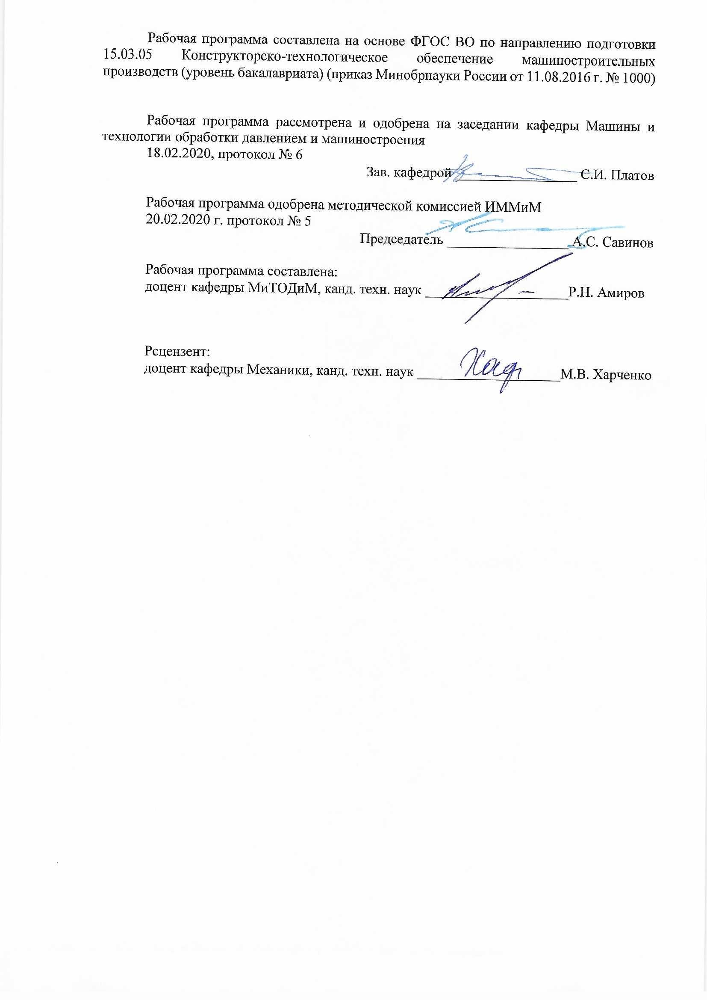 Рабочая программа составлена на основе ФГОС ВО по направлению подготовки
15.03.05 Конструкторско-технологическое обеспечение машиностроительных
производств (уровень бакалавриата) (приказ Минобрнауки России от 11.08.2016 г. № 1000)
Рабочая программа рассмотрена и одобрена на заседании кафедры Машины и
технологии обработки давлением и машиностроения
18.02.2020, протокол № 6
Зав. кафедрой _________________ С.И. Платов
Рабочая программа одобрена методической комиссией ИММиМ
20.02.2020 г. протокол № 5
Председатель _________________ А.С. Савинов
Рабочая программа составлена:
доцент кафедры МиТОДиМ, канд. техн. наук ____________________Р.Н. Амиров
Рецензент:
доцент кафедры Механики, канд. техн. наук ____________________М.В. Харченко